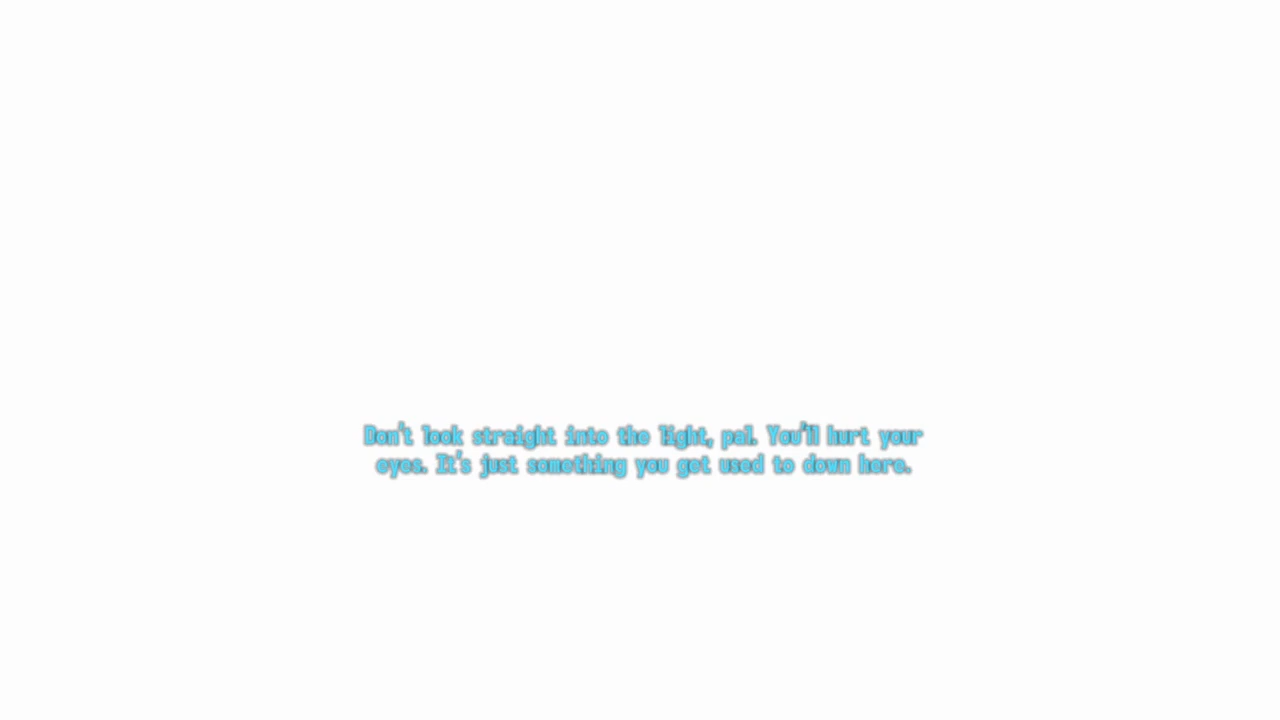 Don't look straight into the light, pal. You'll hurt your
eyes. It's just something you get used to down here.